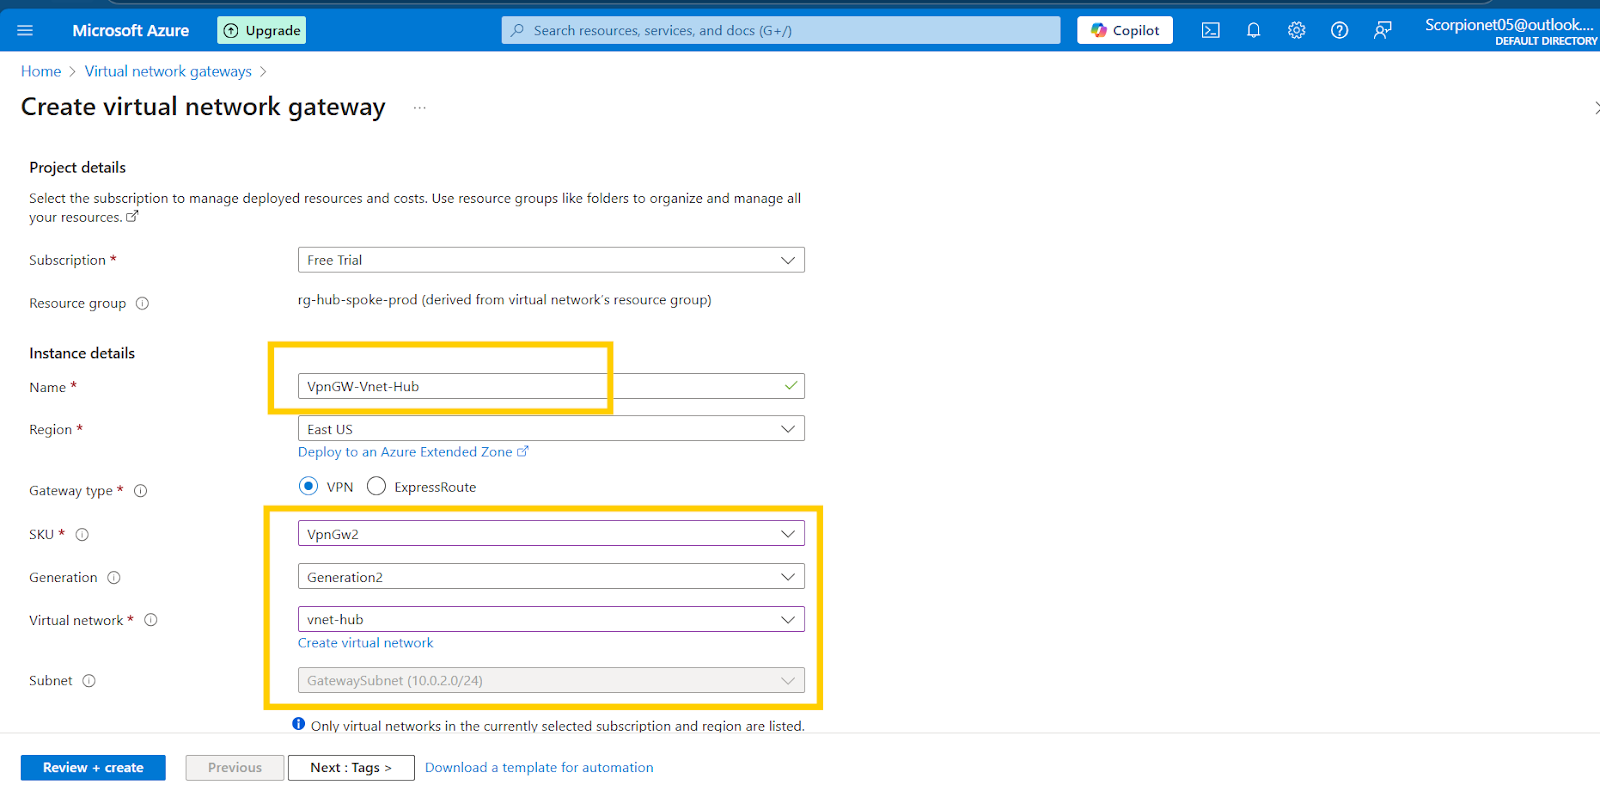 Microsoft Azure
Upgrade
Search resources, services, and docs (G+/)
Copilot
Scorpionet05@outlook....
DEFAULT DIRECTORY
Home > Virtual network gateways >
Create virtual network gateway ...
Project details
Select the subscription to manage deployed resources and costs. Use resource groups like folders to organize and manage all
your resources.
Subscription *
Free Trial
Resource group
rg-hub-spoke-prod (derived from virtual network's resource group)
Instance details
Name *
VpnGW-Vnet-Hub
Region *
East US
Deploy to an Azure Extended Zone
Gateway type *
VPN
ExpressRoute
SKU *
VpnGw2
Generation
Generation2
Virtual network *
vnet-hub
Create virtual network
Subnet
GatewaySubnet (10.0.2.0/24)
Only virtual networks in the currently selected subscription and region are listed.
Review + create
Previous
Next : Tags >
Download a template for automation